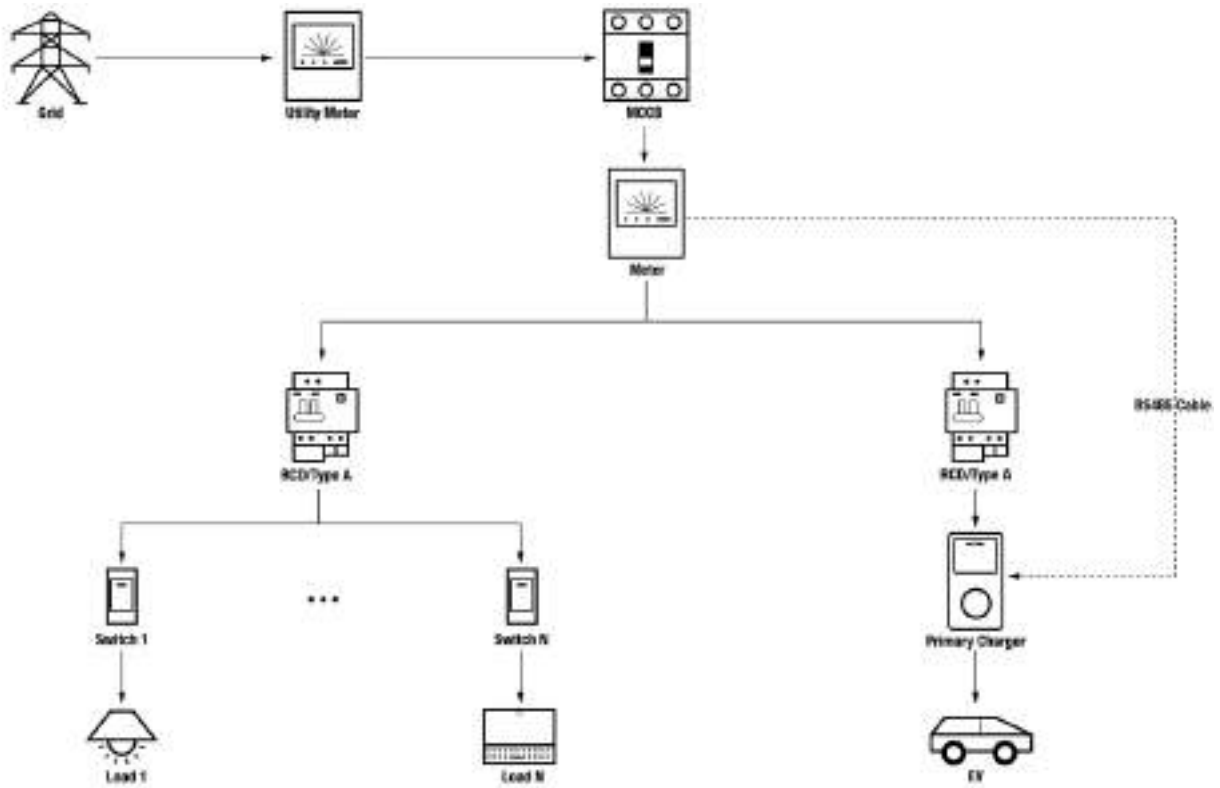 Grid
Utility Meter
MCCB
Meter
RS485 Cable
RCD/Type A
RCD/Type A
Switch 1
...
Switch N
Primary Charger
Load 1
Load N
EV